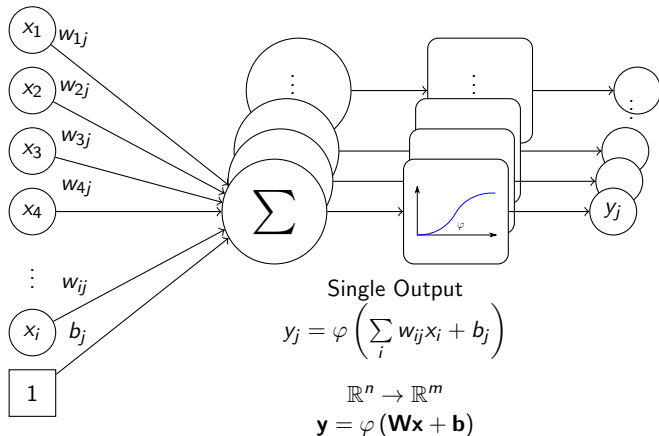 x₁ w₁ⱼ
x₂ w₂ⱼ
x₃ w₃ⱼ
x₄ w₄ⱼ
⋮ wᵢⱼ
xᵢ bⱼ
1
⋮ ⋮ ⋮
∑ φ yⱼ
Single Output
yⱼ = φ (∑ᵢ wᵢⱼxᵢ + bⱼ)
ℝⁿ → ℝᵐ
𝐲 = φ (𝐖𝐱 + 𝐛)